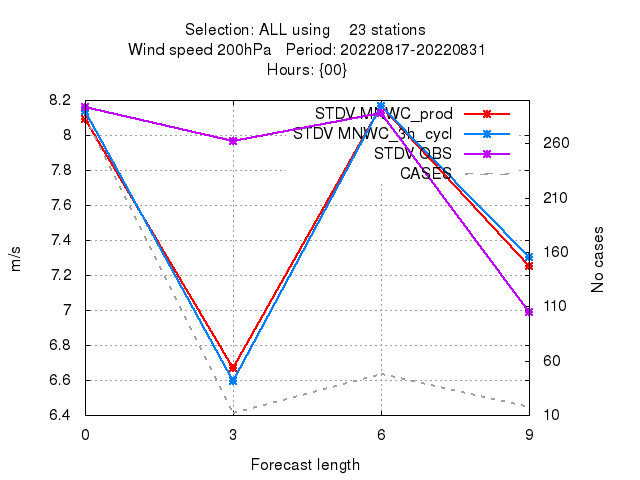 Selection: ALL using    23 stations
Wind speed 200hPa   Period: 20220817-20220831
Hours: {00}
STDV MNWC_prod
STDV MNWC_3h_cycl
STDV OBS
CASES
8.2
8
7.8
7.6
7.4
7.2
7
6.8
6.6
6.4
m/s
260
210
160
110
60
10
No cases
0 3 6 9
Forecast length